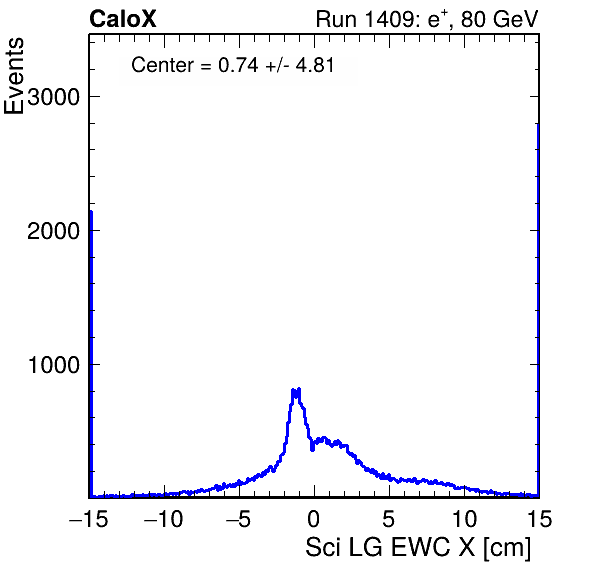 CaloX
Run 1409: e+, 80 GeV
Center = 0.74 +/- 4.81
Events
3000
2000
1000
−15 −10 −5 0 5 10 15
Sci LG EWC X [cm]